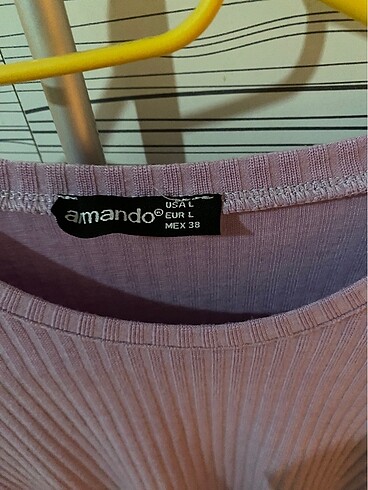 amando®
USA L
EUR L
MEX 38